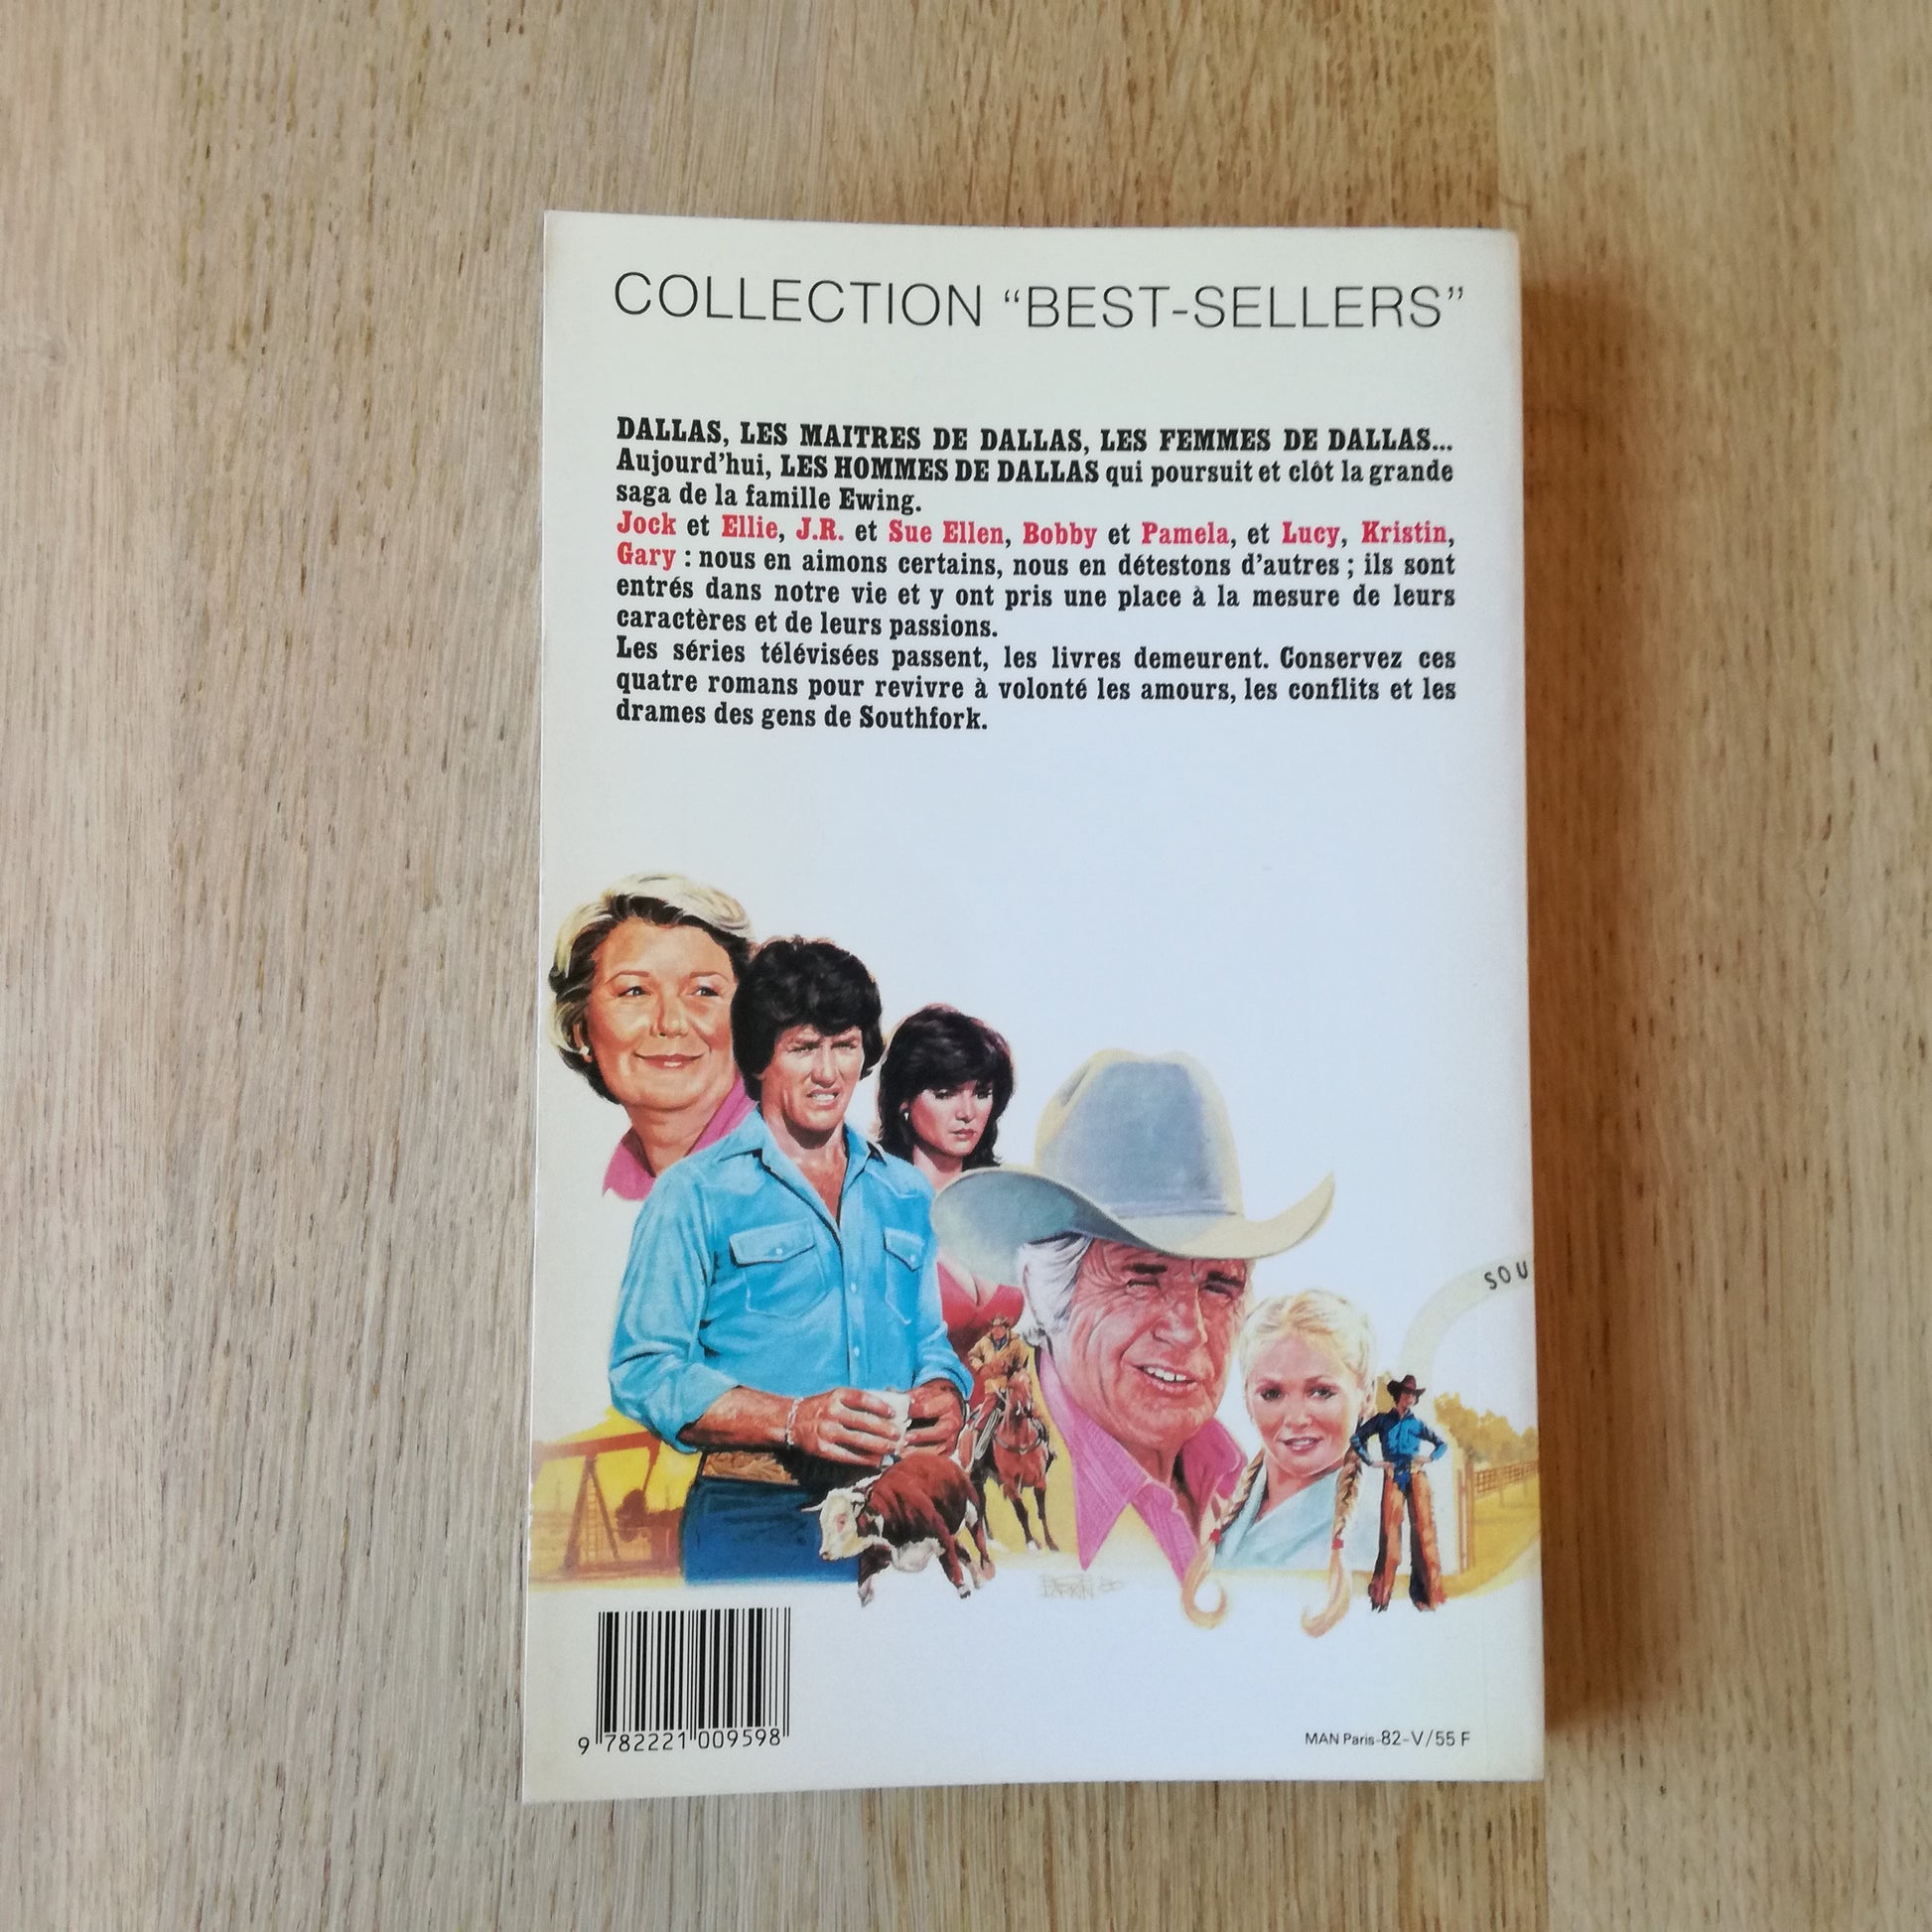 COLLECTION “BEST-SELLERS”
DALLAS, LES MAITRES DE DALLAS, LES FEMMES DE DALLAS...
Aujourd'hui, LES HOMMES DE DALLAS qui poursuit et clôt la grande
saga de la famille Ewing.
Jock et Ellie, J.R. et Sue Ellen, Bobby et Pamela, et Lucy, Kristin,
Gary : nous en aimons certains, nous en détestons d'autres ; ils sont
entrés dans notre vie et y ont pris une place à la mesure de leurs
caractères et de leurs passions.
Les séries télévisées passent, les livres demeurent. Conservez ces
quatre romans pour revivre à volonté les amours, les conflits et les
drames des gens de Southfork.
SOU
9 782221 009598
MAN Paris-82-V/55 F